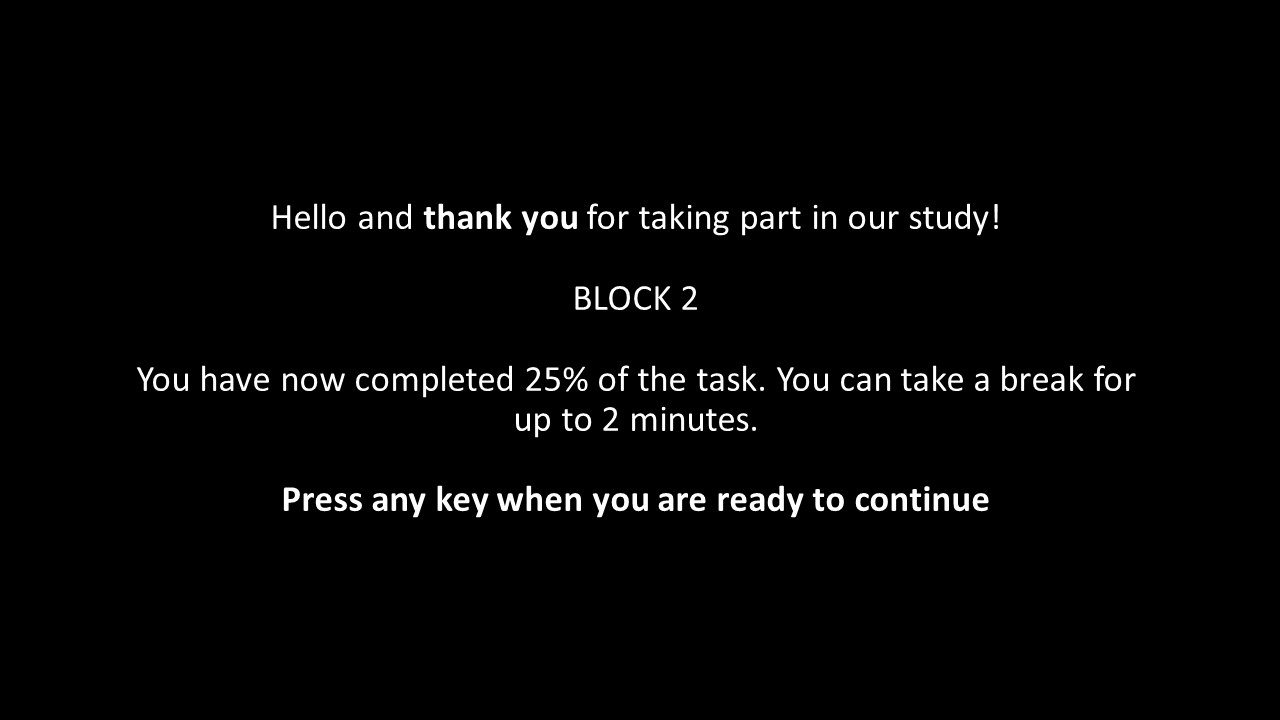 Hello and thank you for taking part in our study!
BLOCK 2
You have now completed 25% of the task. You can take a break for
up to 2 minutes.
Press any key when you are ready to continue